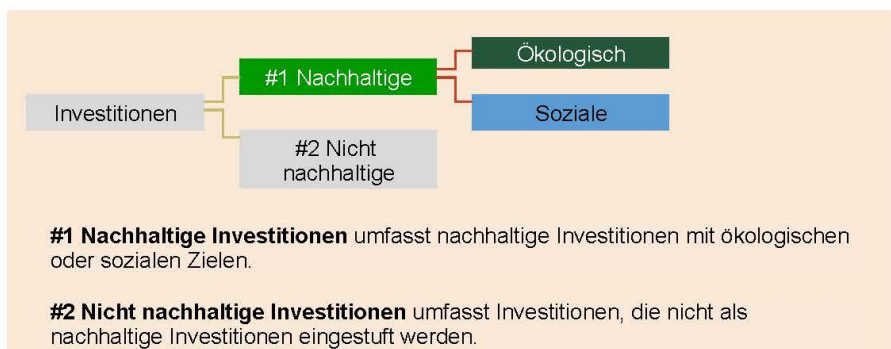 Ökologisch
#1 Nachhaltige
Investitionen
Soziale
#2 Nicht
nachhaltige
#1 Nachhaltige Investitionen umfasst nachhaltige Investitionen mit ökologischen
oder sozialen Zielen.
#2 Nicht nachhaltige Investitionen umfasst Investitionen, die nicht als
nachhaltige Investitionen eingestuft werden.